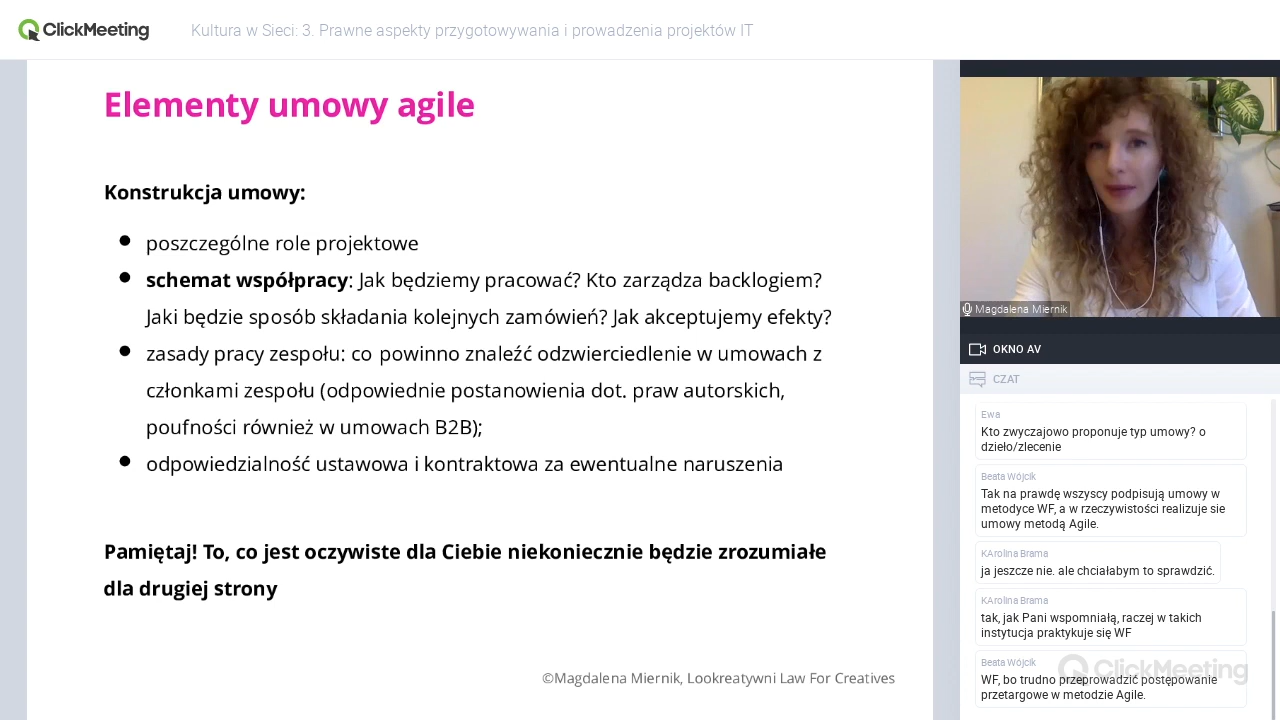 ClickMeeting
Kultura w Sieci: 3. Prawne aspekty przygotowywania i prowadzenia projektów IT
Elementy umowy agile
Konstrukcja umowy:
poszczególne role projektowe
schemat współpracy: Jak będziemy pracować? Kto zarządza backlogiem?
Jaki będzie sposób składania kolejnych zamówień? Jak akceptujemy efekty?
zasady pracy zespołu: co powinno znaleźć odzwierciedlenie w umowach z
członkami zespołu (odpowiednie postanowienia dot. praw autorskich,
poufności również w umowach B2B);
odpowiedzialność ustawowa i kontraktowa za ewentualne naruszenia
Pamiętaj! To, co jest oczywiste dla Ciebie niekoniecznie będzie zrozumiałe
dla drugiej strony
©Magdalena Miernik, Lookreatywni Law For Creatives
Magdalena Miernik
OKNO AV
CZAT
Ewa
Kto zwyczajowo proponuje typ umowy? o
dzieło/zlecenie
Beata Wójcik
Tak na prawdę wszyscy podpisują umowy w
metodyce WF, a w rzeczywistości realizuje sie
umowy metodą Agile.
KArolina Brama
ja jeszcze nie. ale chciałabym to sprawdzić.
KArolina Brama
tak, jak Pani wspomniałą, raczej w takich
instytucja praktykuje się WF
Beata Wójcik
WF, bo trudno przeprowadzić postępowanie
przetargowe w metodzie Agile.
ClickMeeting